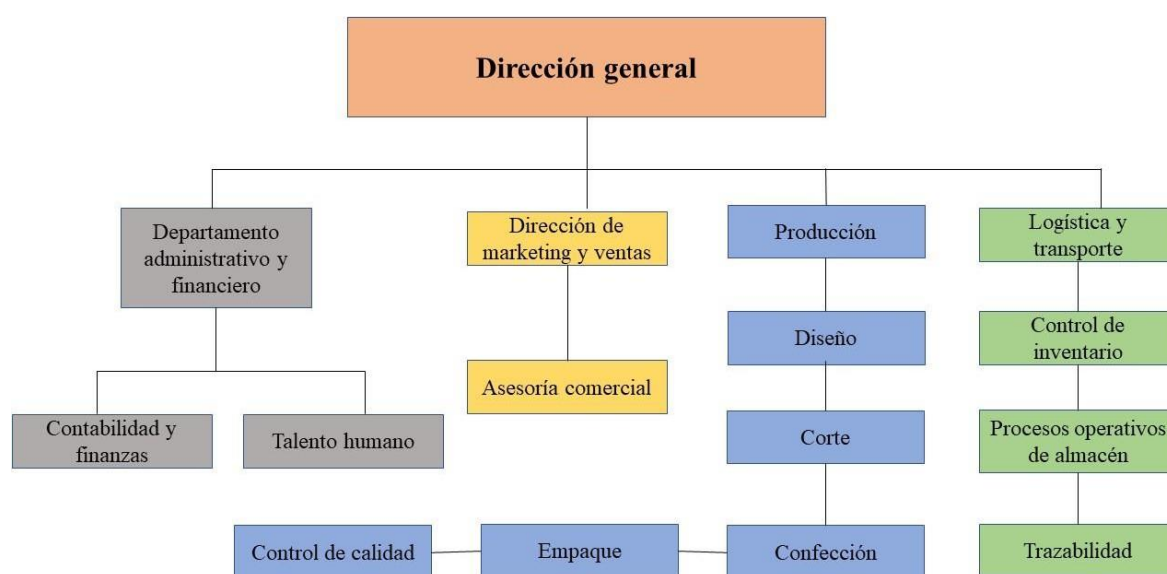 Dirección general
Departamento
administrativo y
financiero
Dirección de
marketing y ventas
Producción
Logística y
transporte
Diseño
Control de
inventario
Asesoría comercial
Contabilidad y
finanzas
Talento humano
Corte
Procesos operativos
de almacén
Control de calidad
Empaque
Confección
Trazabilidad